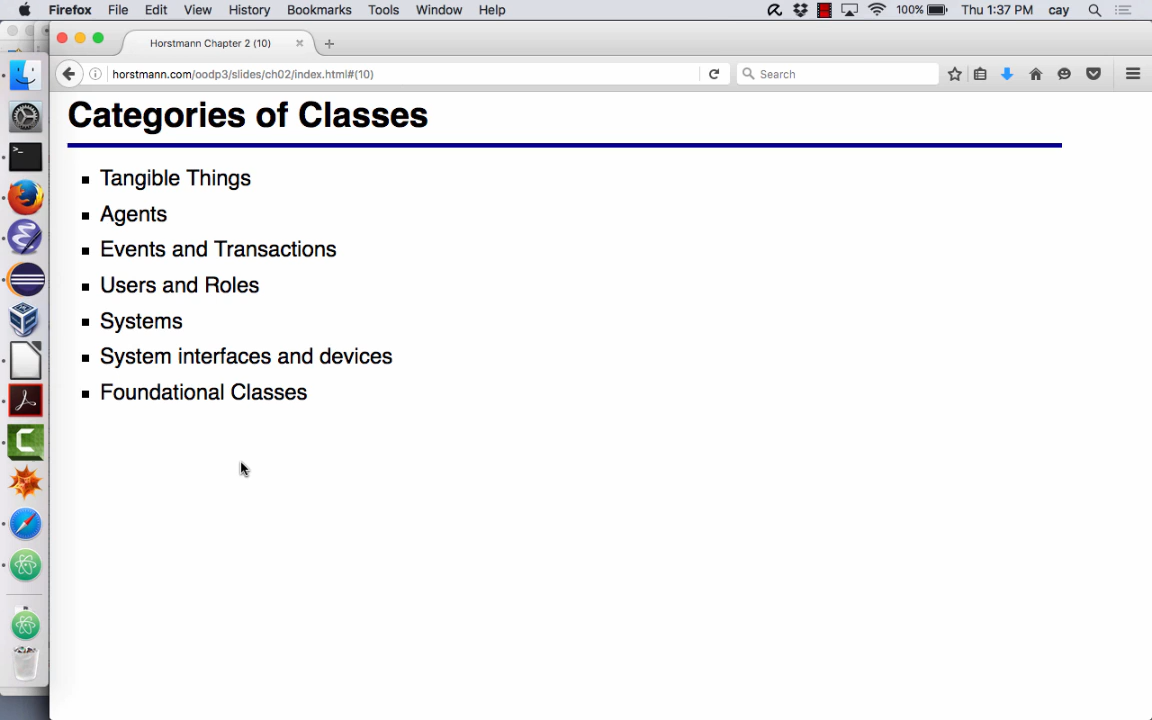 Firefox File Edit View History Bookmarks Tools Window Help 100% Thu 1:37 PM cay
Horstmann Chapter 2 (10)
horstmann.com/oodp3/slides/ch02/index.html#(10) Search
Categories of Classes
Tangible Things
Agents
Events and Transactions
Users and Roles
Systems
System interfaces and devices
Foundational Classes